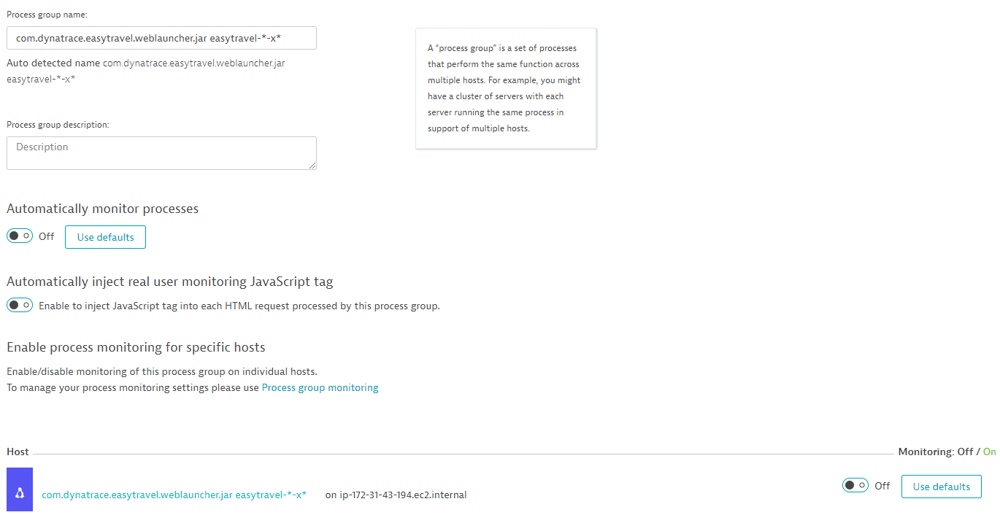 Process group name:
com.dynatrace.easytravel.weblauncher.jar easytravel-*-x*
Auto detected name com.dynatrace.easytravel.weblauncher.jar
easytravel-*-x*
A “process group” is a set of processes
that perform the same function across
multiple hosts. For example, you might
have a cluster of servers with each
server running the same process in
support of multiple hosts.
Process group description:
Description
Automatically monitor processes
Off
Use defaults
Automatically inject real user monitoring JavaScript tag
Enable to inject JavaScript tag into each HTML request processed by this process group.
Enable process monitoring for specific hosts
Enable/disable monitoring of this process group on individual hosts.
To manage your process monitoring settings please use Process group monitoring
Host
Monitoring: Off / On
com.dynatrace.easytravel.weblauncher.jar easytravel-*-x* on ip-172-31-43-194.ec2.internal
Off
Use defaults